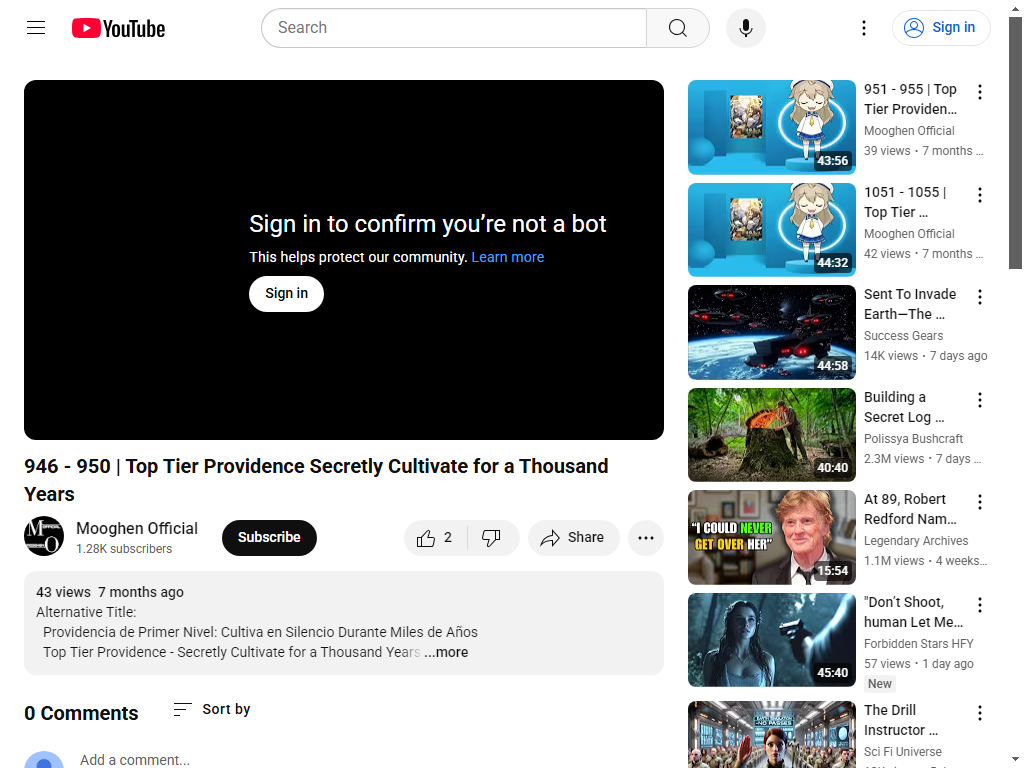 YouTube
Search
Sign in
Sign in to confirm you’re not a bot
This helps protect our community. Learn more
Sign in
946 - 950 | Top Tier Providence Secretly Cultivate for a Thousand
Years
Mooghen Official
1.28K subscribers
Subscribe
2
Share
43 views 7 months ago
Alternative Title:
Providencia de Primer Nivel: Cultiva en Silencio Durante Miles de Años
Top Tier Providence - Secretly Cultivate for a Thousand Years ...more
0 Comments
Sort by
Add a comment...
43:56
951 - 955 | Top
Tier Providen...
Mooghen Official
39 views • 7 months ...
44:32
1051 - 1055 |
Top Tier ...
Mooghen Official
42 views • 7 months ...
44:58
Sent To Invade
Earth—The ...
Success Gears
14K views • 7 days ago
40:40
Building a
Secret Log ...
Polissya Bushcraft
2.3M views • 7 days ...
"I COULD NEVER
GET OVER HER"
15:54
At 89, Robert
Redford Nam...
Legendary Archives
1.1M views • 4 weeks...
45:40
"Don’t Shoot,
human Let Me...
Forbidden Stars HFY
57 views • 1 day ago
New
The Drill
Instructor ...
Sci Fi Universe